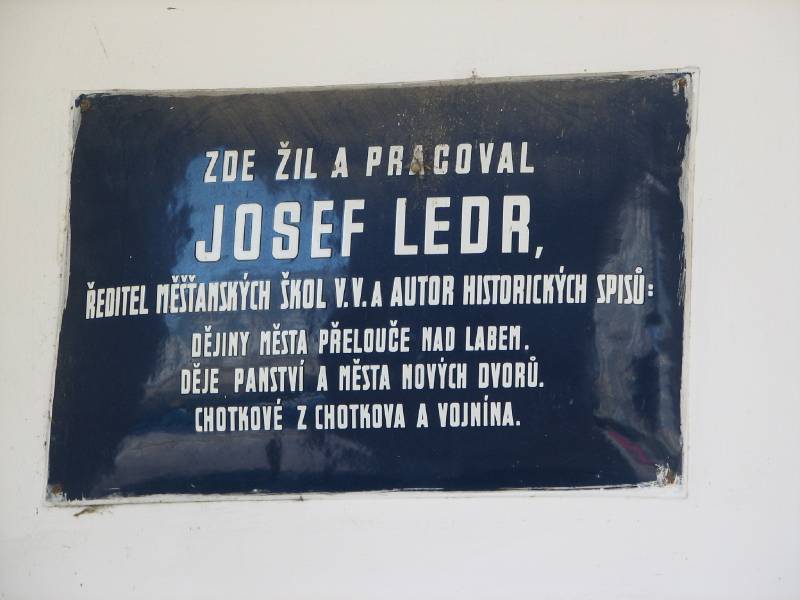 ZDE ŽIL A PRACOVAL
JOSEF LEDR,
ŘEDITEL MĚŠŤANSKÝCH ŠKOL V.V. A AUTOR HISTORICKÝCH SPISŮ:
DĚJINY MĚSTA PŘELOUČE NAD LABEM.
DĚJE PANSTVÍ A MĚSTA NOVÝCH DVORŮ.
CHOTKOVÉ Z CHOTKOVA A VOJNÍNA.